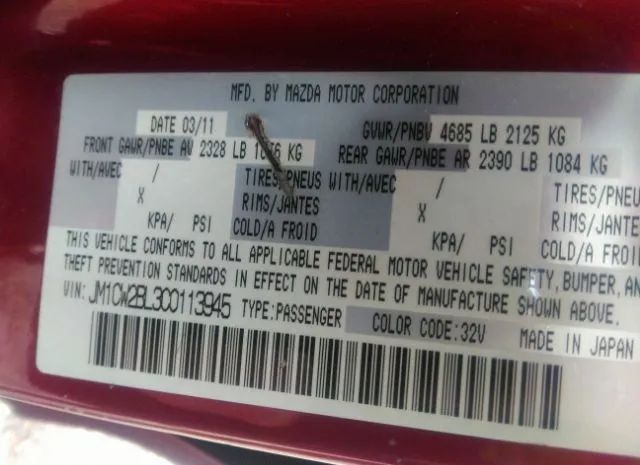 MFD. BY MAZDA MOTOR CORPORATION
DATE 03/11 GVWR/PNBV 4685 LB 2125 KG
FRONT GAWR/PNBE AV 2328 LB KG REAR GAWR/PNBE AR 2390 LB 1084 KG
WITH/AVEC / TIRES/PNEUS WITH/AVEC / TIRES/PNEU
X RIMS/JANTES X RIMS/JANTES
KPA/ PSI COLD/A FROID KPA/ PSI COLD/A FROID
THIS VEHICLE CONFORMS TO ALL APPLICABLE FEDERAL MOTOR VEHICLE SAFETY, BUMPER, AN
THEFT PREVENTION STANDARDS IN EFFECT ON THE DATE OF MANUFACTURE SHOWN ABOVE.
VIN: JM1CW2BL3C0113945 TYPE:PASSENGER COLOR CODE:32V MADE IN JAPAN